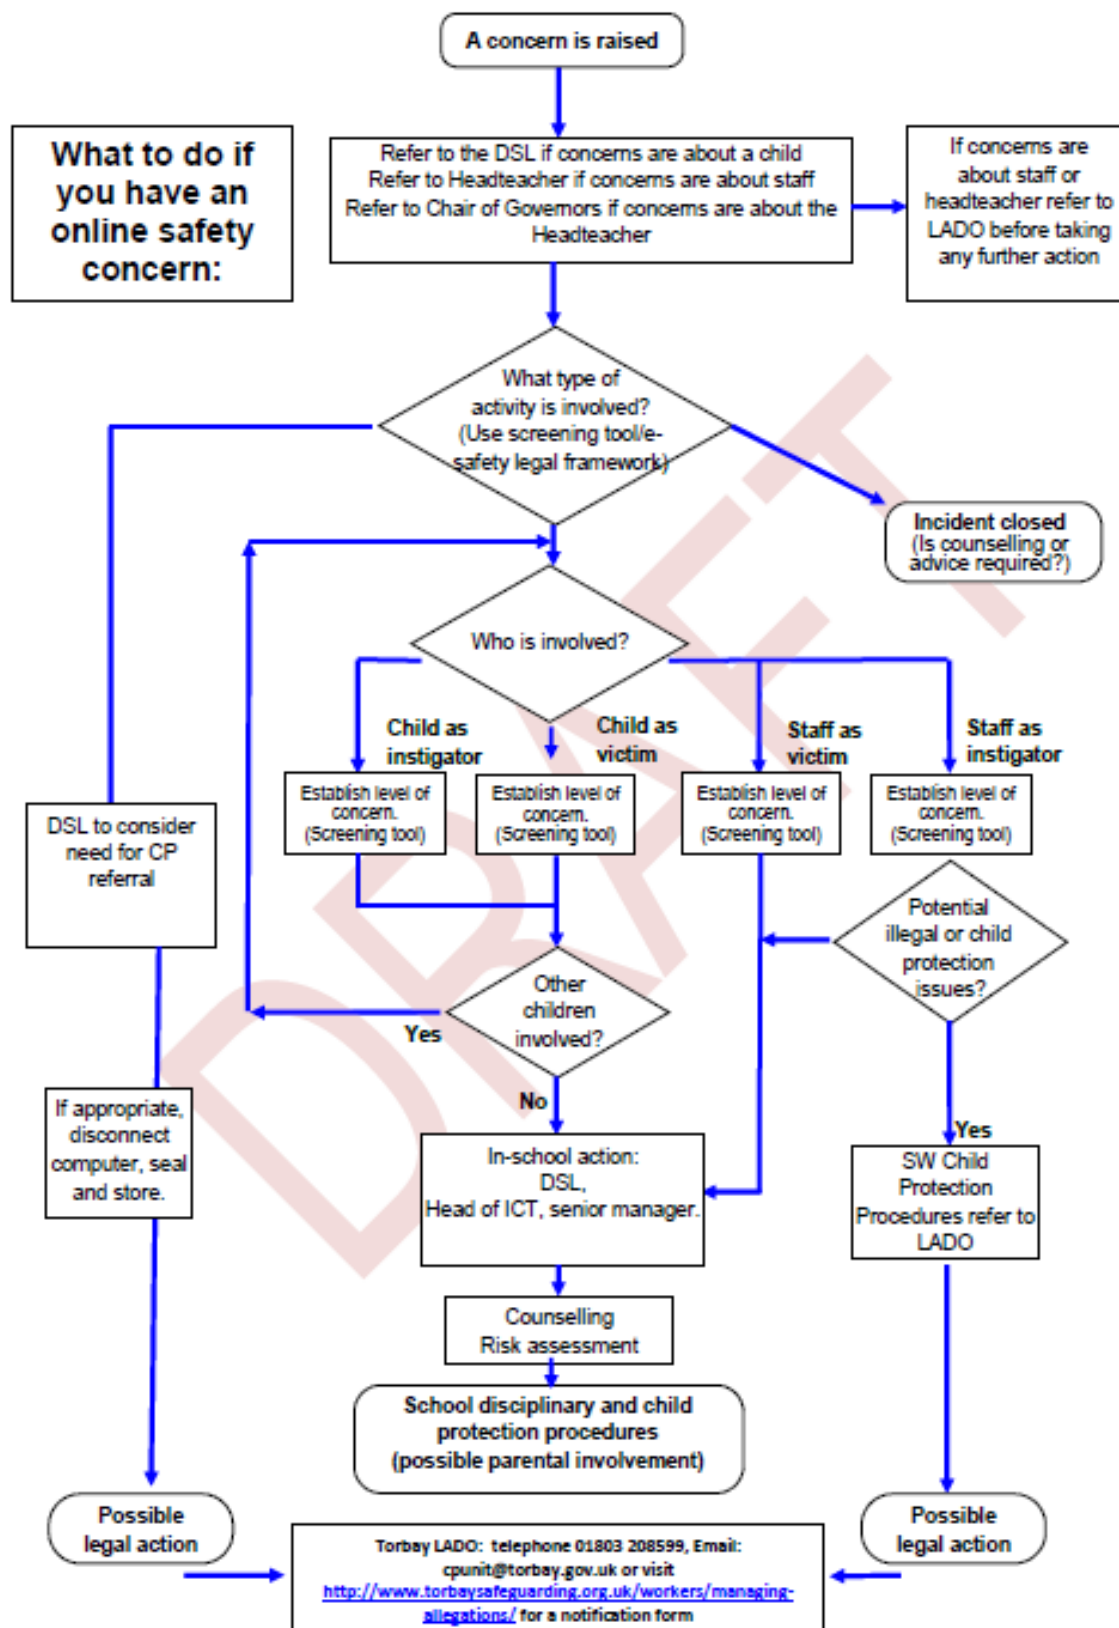 A concern is raised
What to do if
you have an
online safety
concern:
Refer to the DSL if concerns are about a child
Refer to Headteacher if concerns are about staff
Refer to Chair of Governors if concerns are about the
Headteacher
If concerns are
about staff or
headteacher refer to
LADO before taking
any further action
What type of
activity is involved?
(Use screening tool/e-
safety legal framework)
Incident closed
(Is counselling or
advice required?)
Who is involved?
Child as
instigator
Child as
victim
Staff as
victim
Staff as
instigator
Establish level of
concern.
(Screening tool)
Establish level of
concern.
(Screening tool)
Establish level of
concern.
(Screening tool)
Establish level of
concern.
(Screening tool)
DSL to consider
need for CP
referral
Potential
illegal or child
protection
issues?
Other
children
involved?
Yes
No
If appropriate,
disconnect
computer, seal
and store.
In-school action:
DSL,
Head of ICT, senior manager.
Yes
SW Child
Protection
Procedures refer to
LADO
Counselling
Risk assessment
School disciplinary and child
protection procedures
(possible parental involvement)
Possible
legal action
Possible
legal action
Torbay LADO: telephone 01803 208599, Email:
cpunit@torbay.gov.uk or visit
http://www.torbaysafeguarding.org.uk/workers/managing-
allegations/ for a notification form
DRAFT